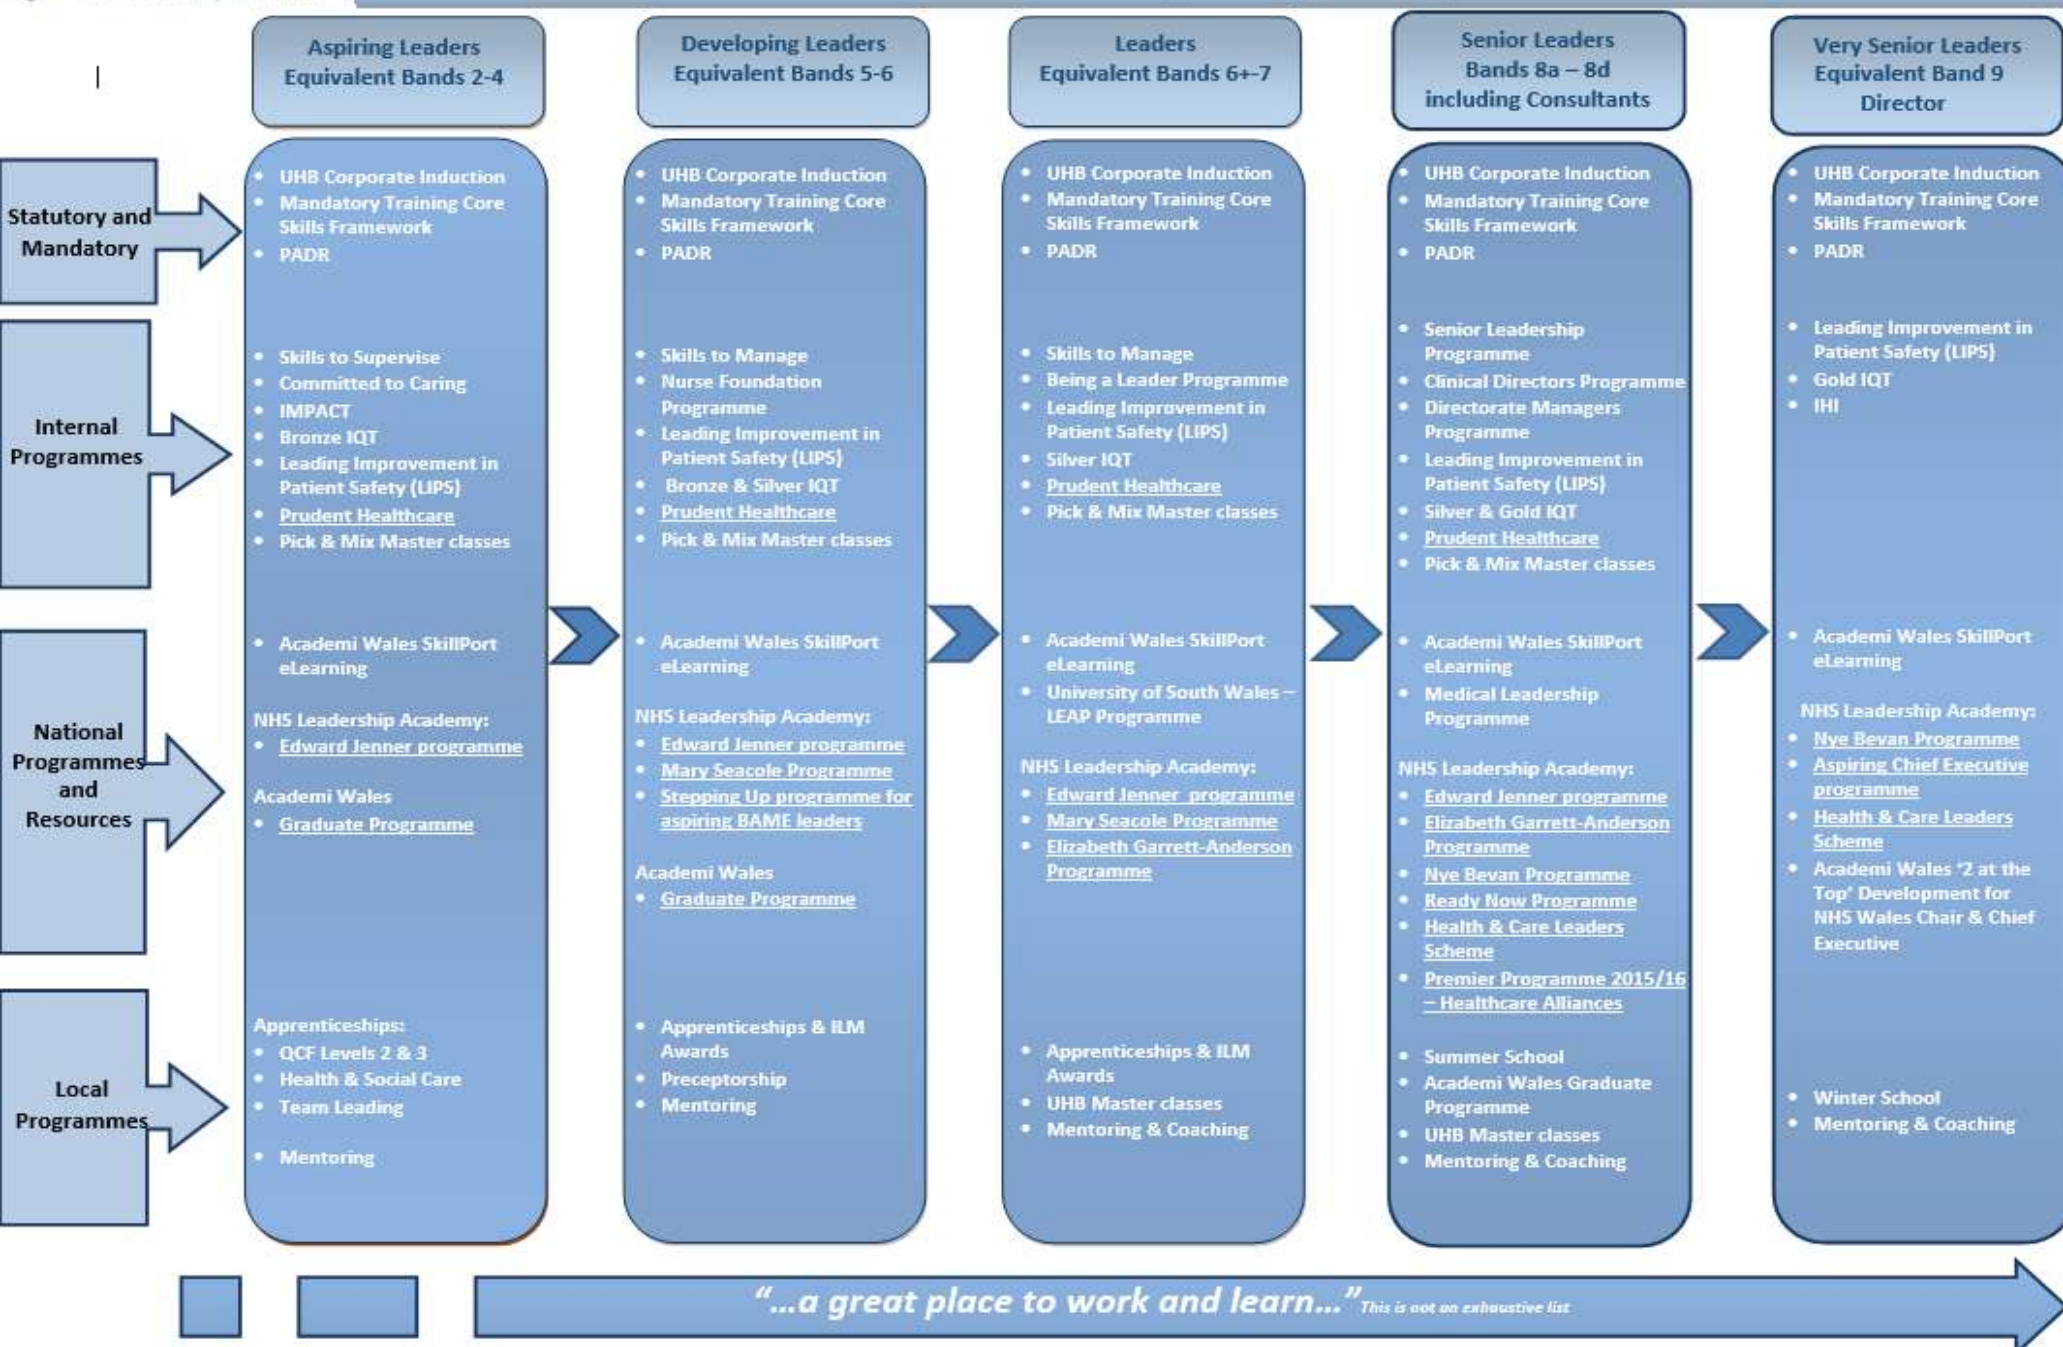 Aspiring Leaders
Equivalent Bands 2-4
Developing Leaders
Equivalent Bands 5-6
Leaders
Equivalent Bands 6+-7
Senior Leaders
Bands 8a – 8d
including Consultants
Very Senior Leaders
Equivalent Band 9
Director
Statutory and
Mandatory
Internal
Programmes
National
Programmes
and
Resources
Local
Programmes
• UHB Corporate Induction
• Mandatory Training Core
Skills Framework
• PADR
• Skills to Supervise
• Committed to Caring
• IMPACT
• Bronze IQT
• Leading Improvement in
Patient Safety (LIPS)
• Prudent Healthcare
• Pick & Mix Master classes
• Academi Wales SkillPort
eLearning
NHS Leadership Academy:
• Edward Jenner programme
Academi Wales
• Graduate Programme
Apprenticeships:
• QCF Levels 2 & 3
• Health & Social Care
• Team Leading
• Mentoring
• UHB Corporate Induction
• Mandatory Training Core
Skills Framework
• PADR
• Skills to Manage
• Nurse Foundation
Programme
• Leading Improvement in
Patient Safety (LIPS)
• Bronze & Silver IQT
• Prudent Healthcare
• Pick & Mix Master classes
• Academi Wales SkillPort
eLearning
NHS Leadership Academy:
• Edward Jenner programme
• Mary Seacole Programme
• Stepping Up programme for
aspiring BAME leaders
Academi Wales
• Graduate Programme
• Apprenticeships & ILM
Awards
• Preceptorship
• Mentoring
• UHB Corporate Induction
• Mandatory Training Core
Skills Framework
• PADR
• Skills to Manage
• Being a Leader Programme
• Leading Improvement in
Patient Safety (LIPS)
• Silver IQT
• Prudent Healthcare
• Pick & Mix Master classes
• Academi Wales SkillPort
eLearning
• University of South Wales –
LEAP Programme
NHS Leadership Academy:
• Edward Jenner programme
• Mary Seacole Programme
• Elizabeth Garrett-Anderson
Programme
• Apprenticeships & ILM
Awards
• UHB Master classes
• Mentoring & Coaching
• UHB Corporate Induction
• Mandatory Training Core
Skills Framework
• PADR
• Senior Leadership
Programme
• Clinical Directors Programme
• Directorate Managers
Programme
• Leading Improvement in
Patient Safety (LIPS)
• Silver & Gold IQT
• Prudent Healthcare
• Pick & Mix Master classes
• Academi Wales SkillPort
eLearning
• Medical Leadership
Programme
NHS Leadership Academy:
• Edward Jenner programme
• Elizabeth Garrett-Anderson
Programme
• Nye Bevan Programme
• Ready Now Programme
• Health & Care Leaders
Scheme
• Premier Programme 2015/16
– Healthcare Alliances
• Summer School
• Academi Wales Graduate
Programme
• UHB Master classes
• Mentoring & Coaching
• UHB Corporate Induction
• Mandatory Training Core
Skills Framework
• PADR
• Leading Improvement in
Patient Safety (LIPS)
• Gold IQT
• IHI
• Academi Wales SkillPort
eLearning
NHS Leadership Academy:
• Nye Bevan Programme
• Aspiring Chief Executive
programme
• Health & Care Leaders
Scheme
• Academi Wales '2 at the
Top' Development for
NHS Wales Chair & Chief
Executive
• Winter School
• Mentoring & Coaching
“...a great place to work and learn...” This is not an exhaustive list